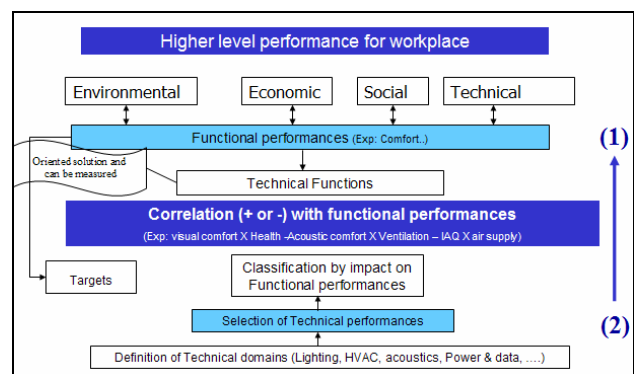 Higher level performance for workplace
Environmental
Economic
Social
Technical
Functional performances (Exp: Comfort..)
(1)
Oriented solution and
can be measured
Technical Functions
Correlation (+ or -) with functional performances
(Exp: visual comfort X Health -Acoustic comfort X Ventilation – IAQ X air supply)
Targets
Classification by impact on
Functional performances
Selection of Technical performances
(2)
Definition of Technical domains (Lighting, HVAC, acoustics, Power & data, ....)